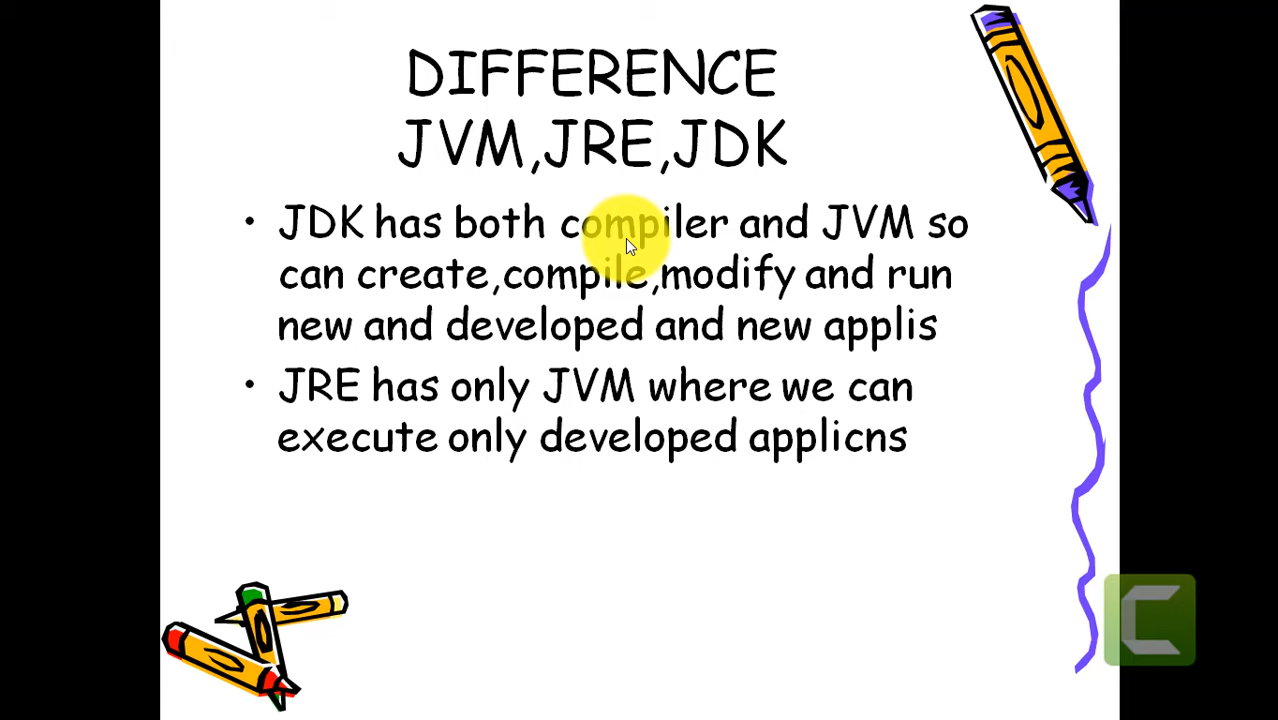 DIFFERENCE
JVM,JRE,JDK
• JDK has both compiler and JVM so
can create,compile,modify and run
new and developed and new applis
• JRE has only JVM where we can
execute only developed applicns